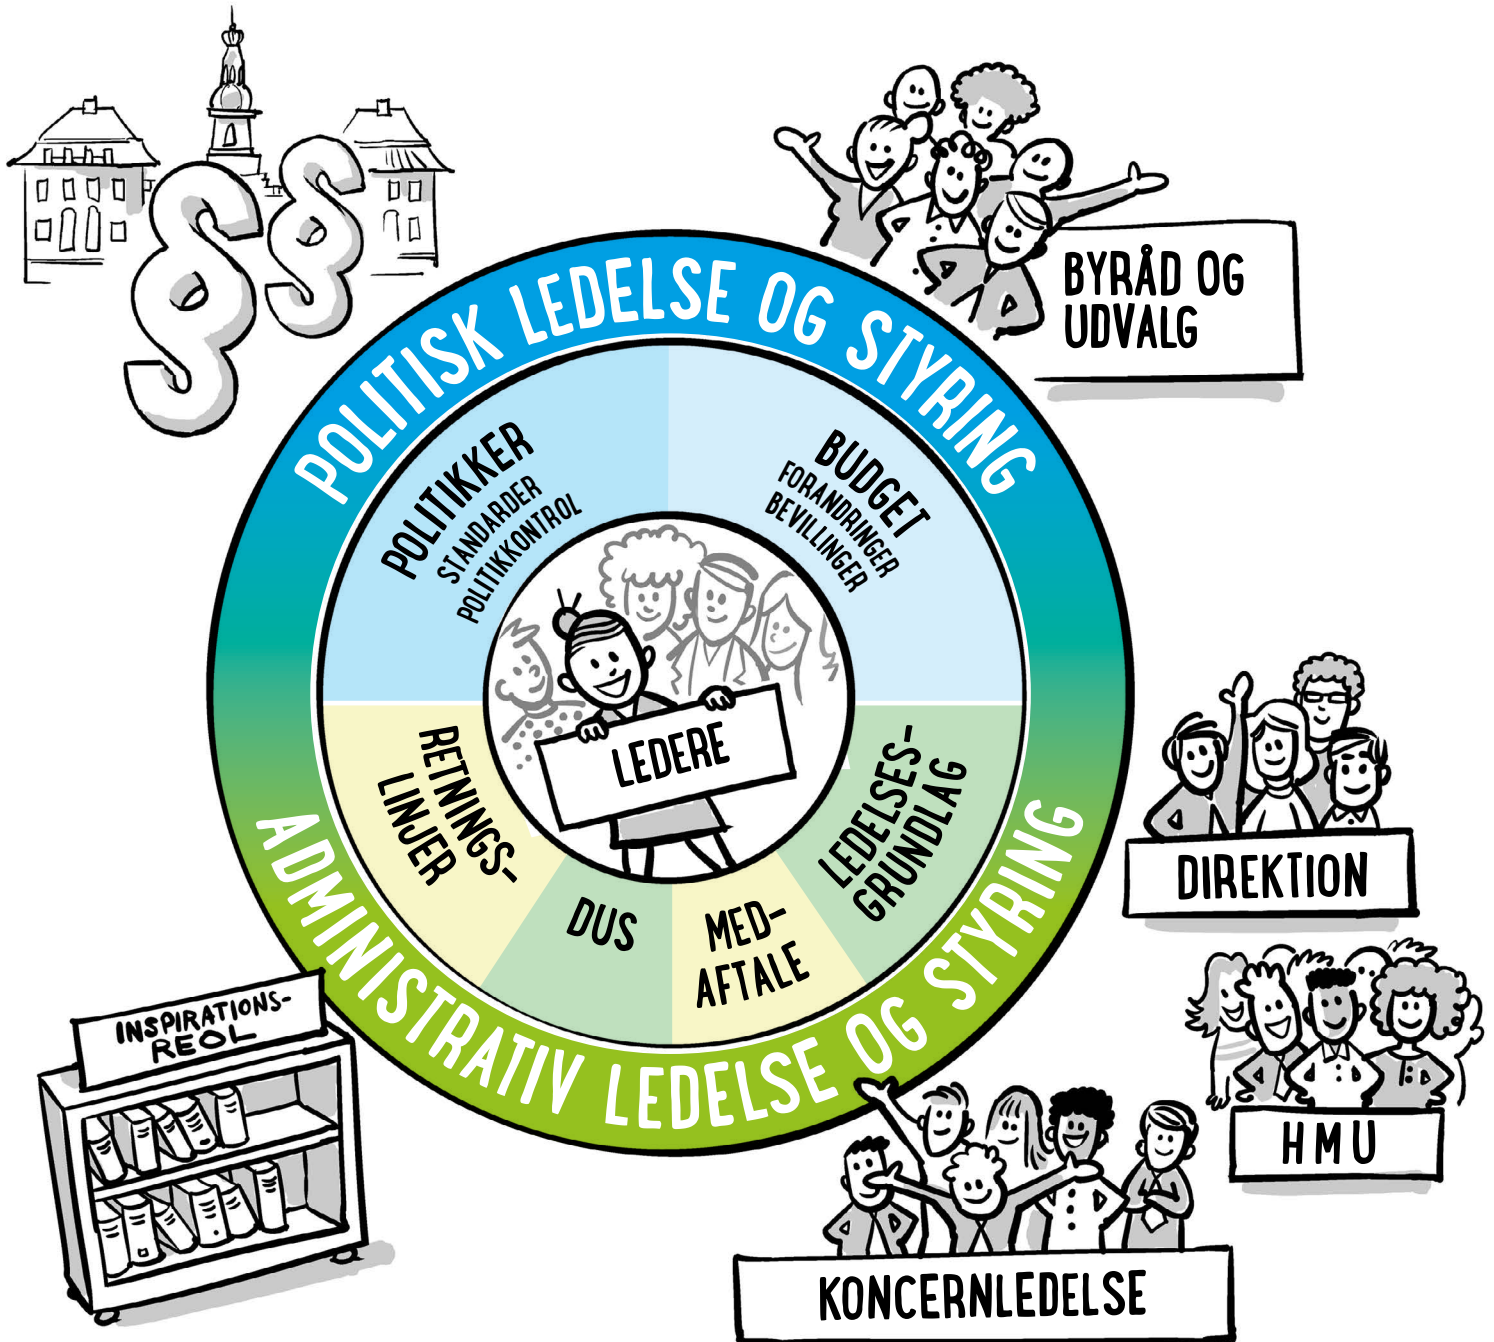 § §
BYRÅD OG
UDVALG
POLITISK LEDELSE OG STYRING
POLITIKKER
STANDARDER
POLITIKKONTROL
BUDGET
FORANDRINGER
BEVILLINGER
LEDERE
RETNINGS-
LINJER
DUS
MED-
AFTALE
LEDELSES-
GRUNDLAG
ADMINISTRATIV LEDELSE OG STYRING
DIREKTION
HMU
KONCERNLEDELSE
INSPIRATIONS-
REOL